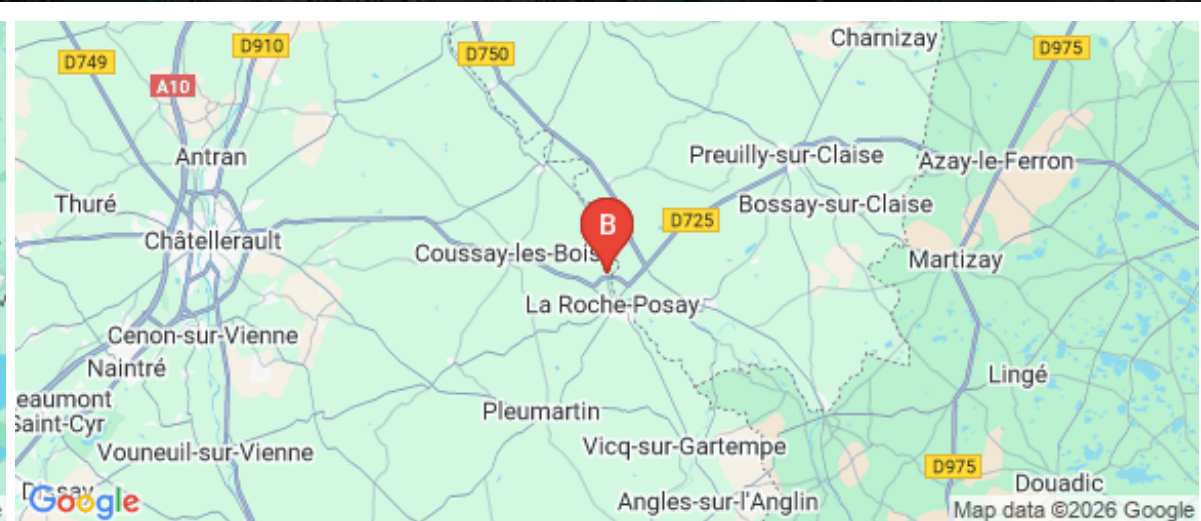 D749
D910
D750
Charnizay
D975
A10
Antran
Preuilly-sur-Claise
Azay-le-Ferron
Thuré
Bossay-sur-Claise
B
D725
Châtellerault
Coussay-les-Bois
Martizay
La Roche-Posay
Cenon-sur-Vienne
Naintré
Lingé
eaumont
Saint-Cyr
Pleumartin
Vouneuil-sur-Vienne
Vicq-sur-Gartempe
D975
Douadic
Dissay
Google
Angles-sur-l'Anglin
Map data ©2026 Google